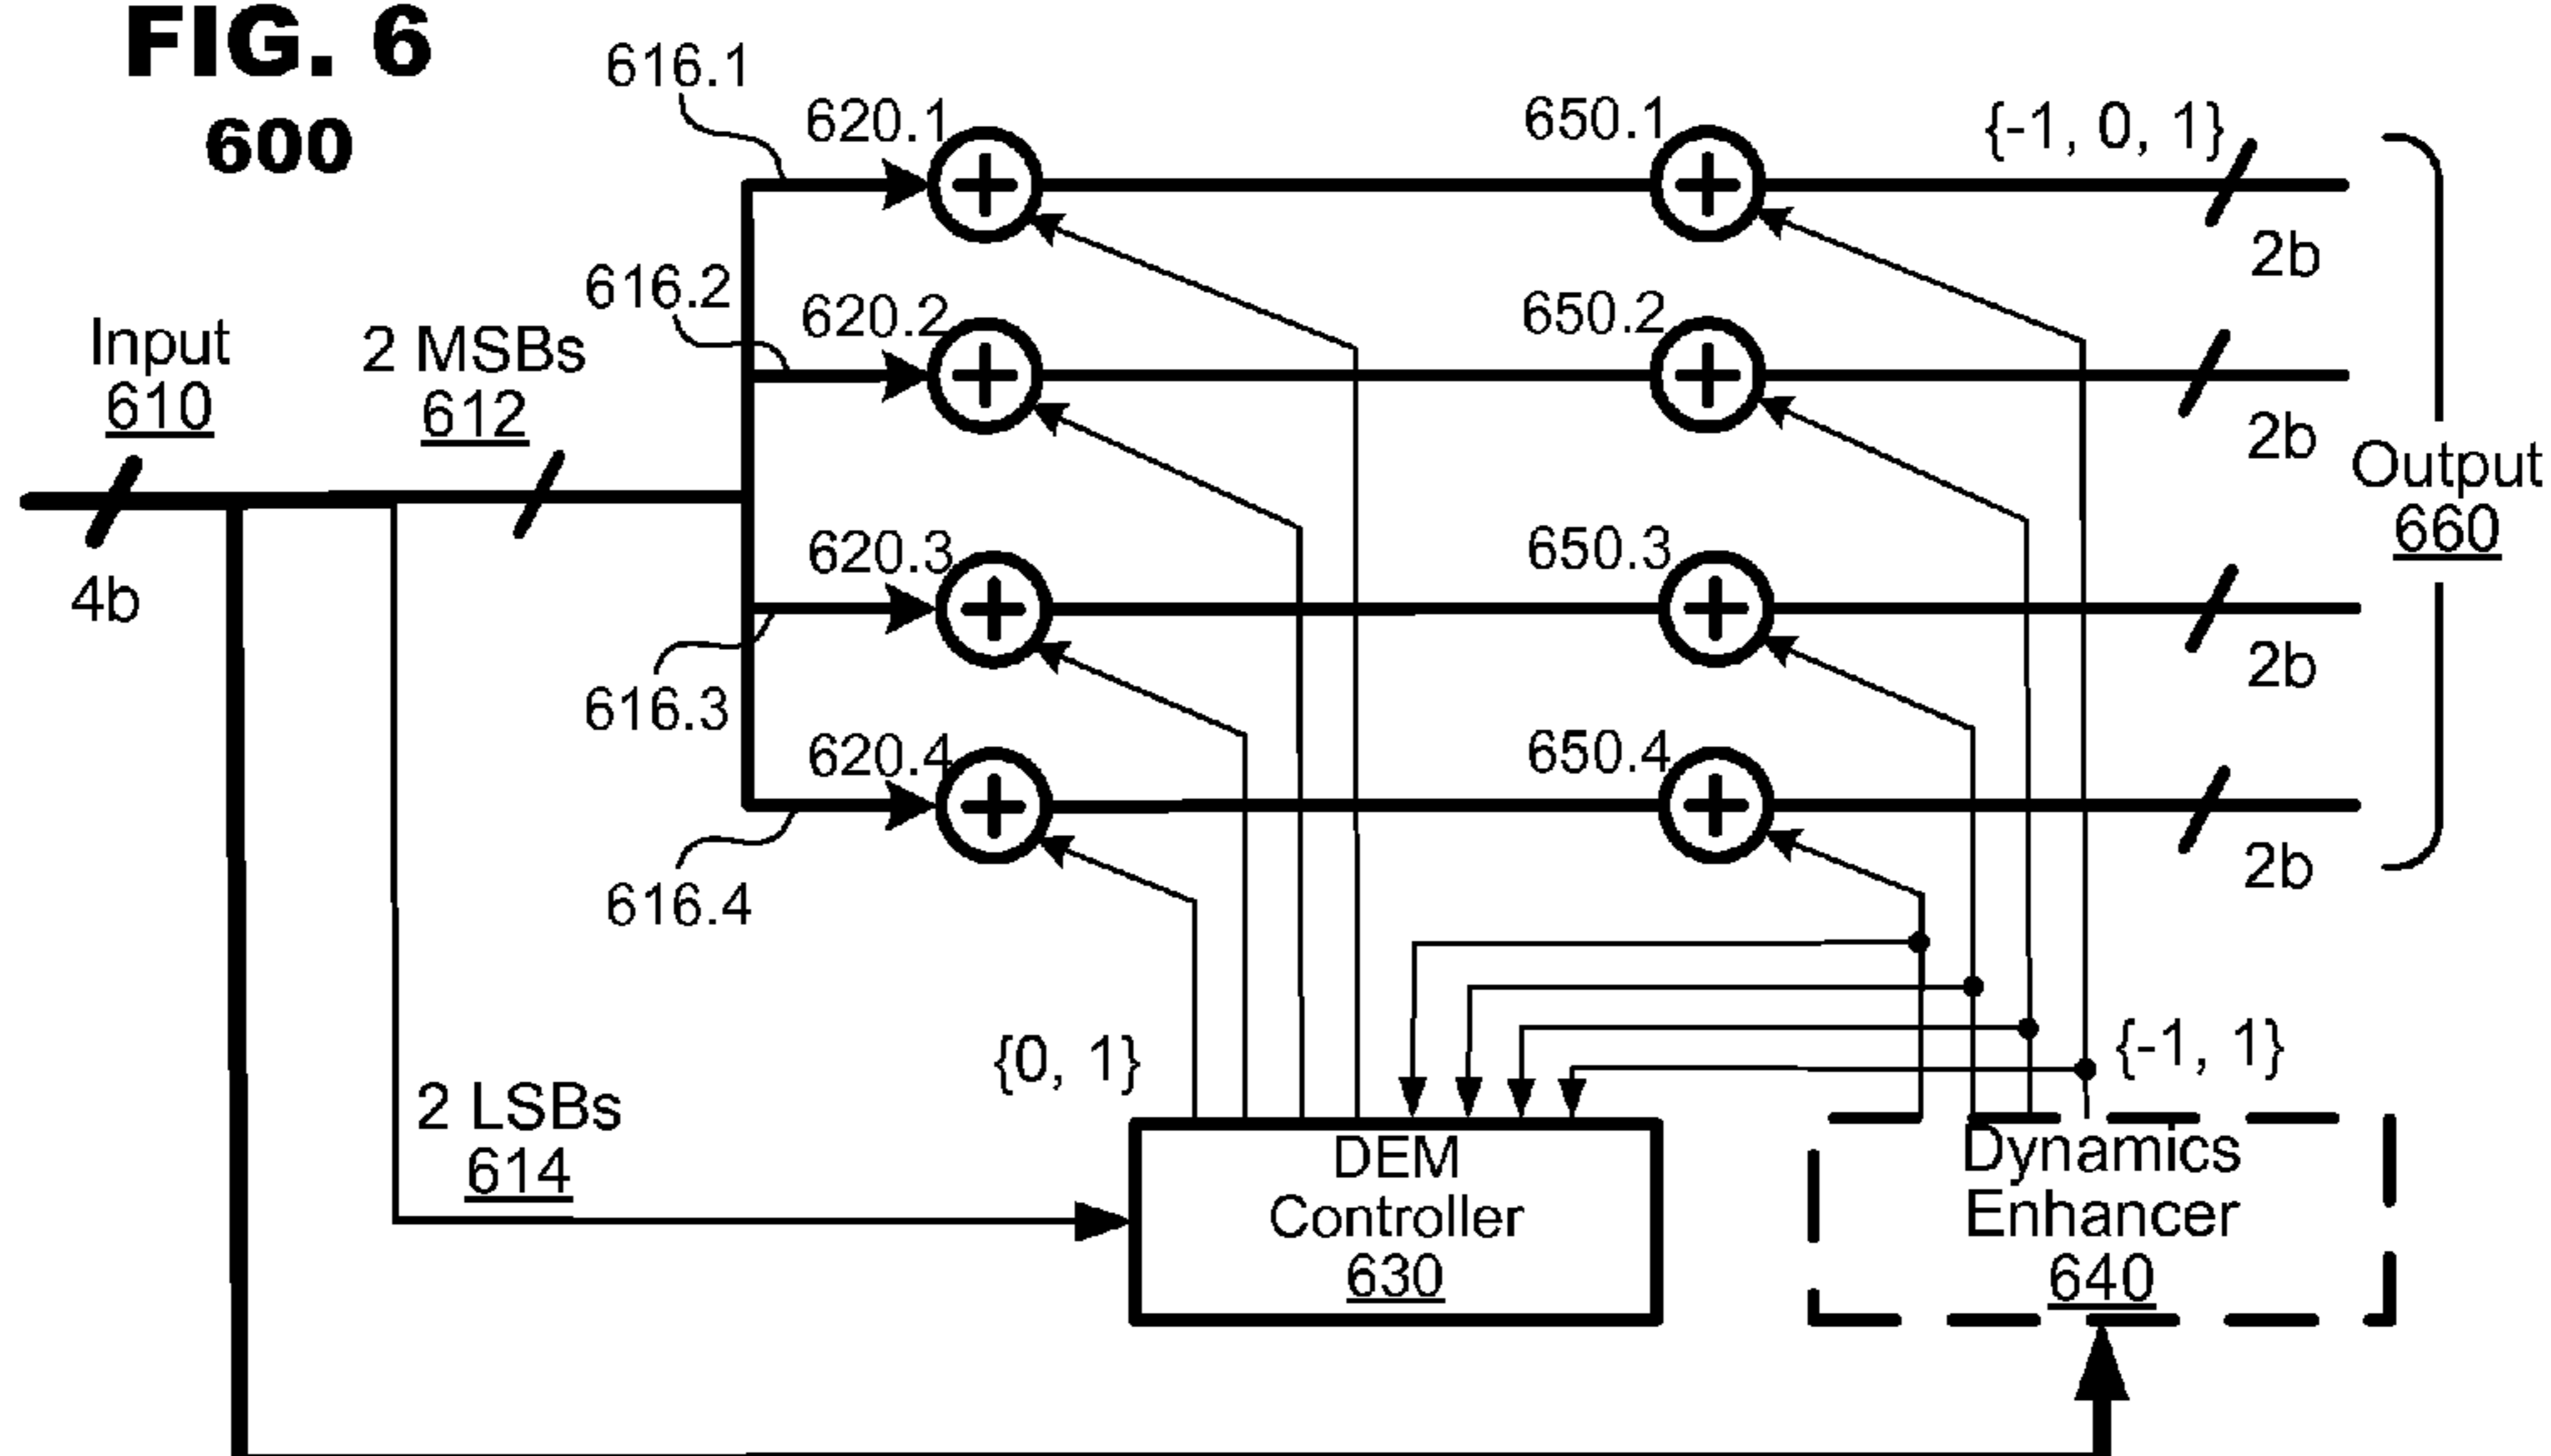 FIG. 6
600
616.1
620.1
650.1
{-1, 0, 1}
2b
616.2
620.2
650.2
2b
Input
610
2 MSBs
612
4b
Output
660
620.3
650.3
2b
616.3
620.4
650.4
2b
616.4
{0, 1}
{-1, 1}
2 LSBs
614
DEM
Controller
630
Dynamics
Enhancer
640